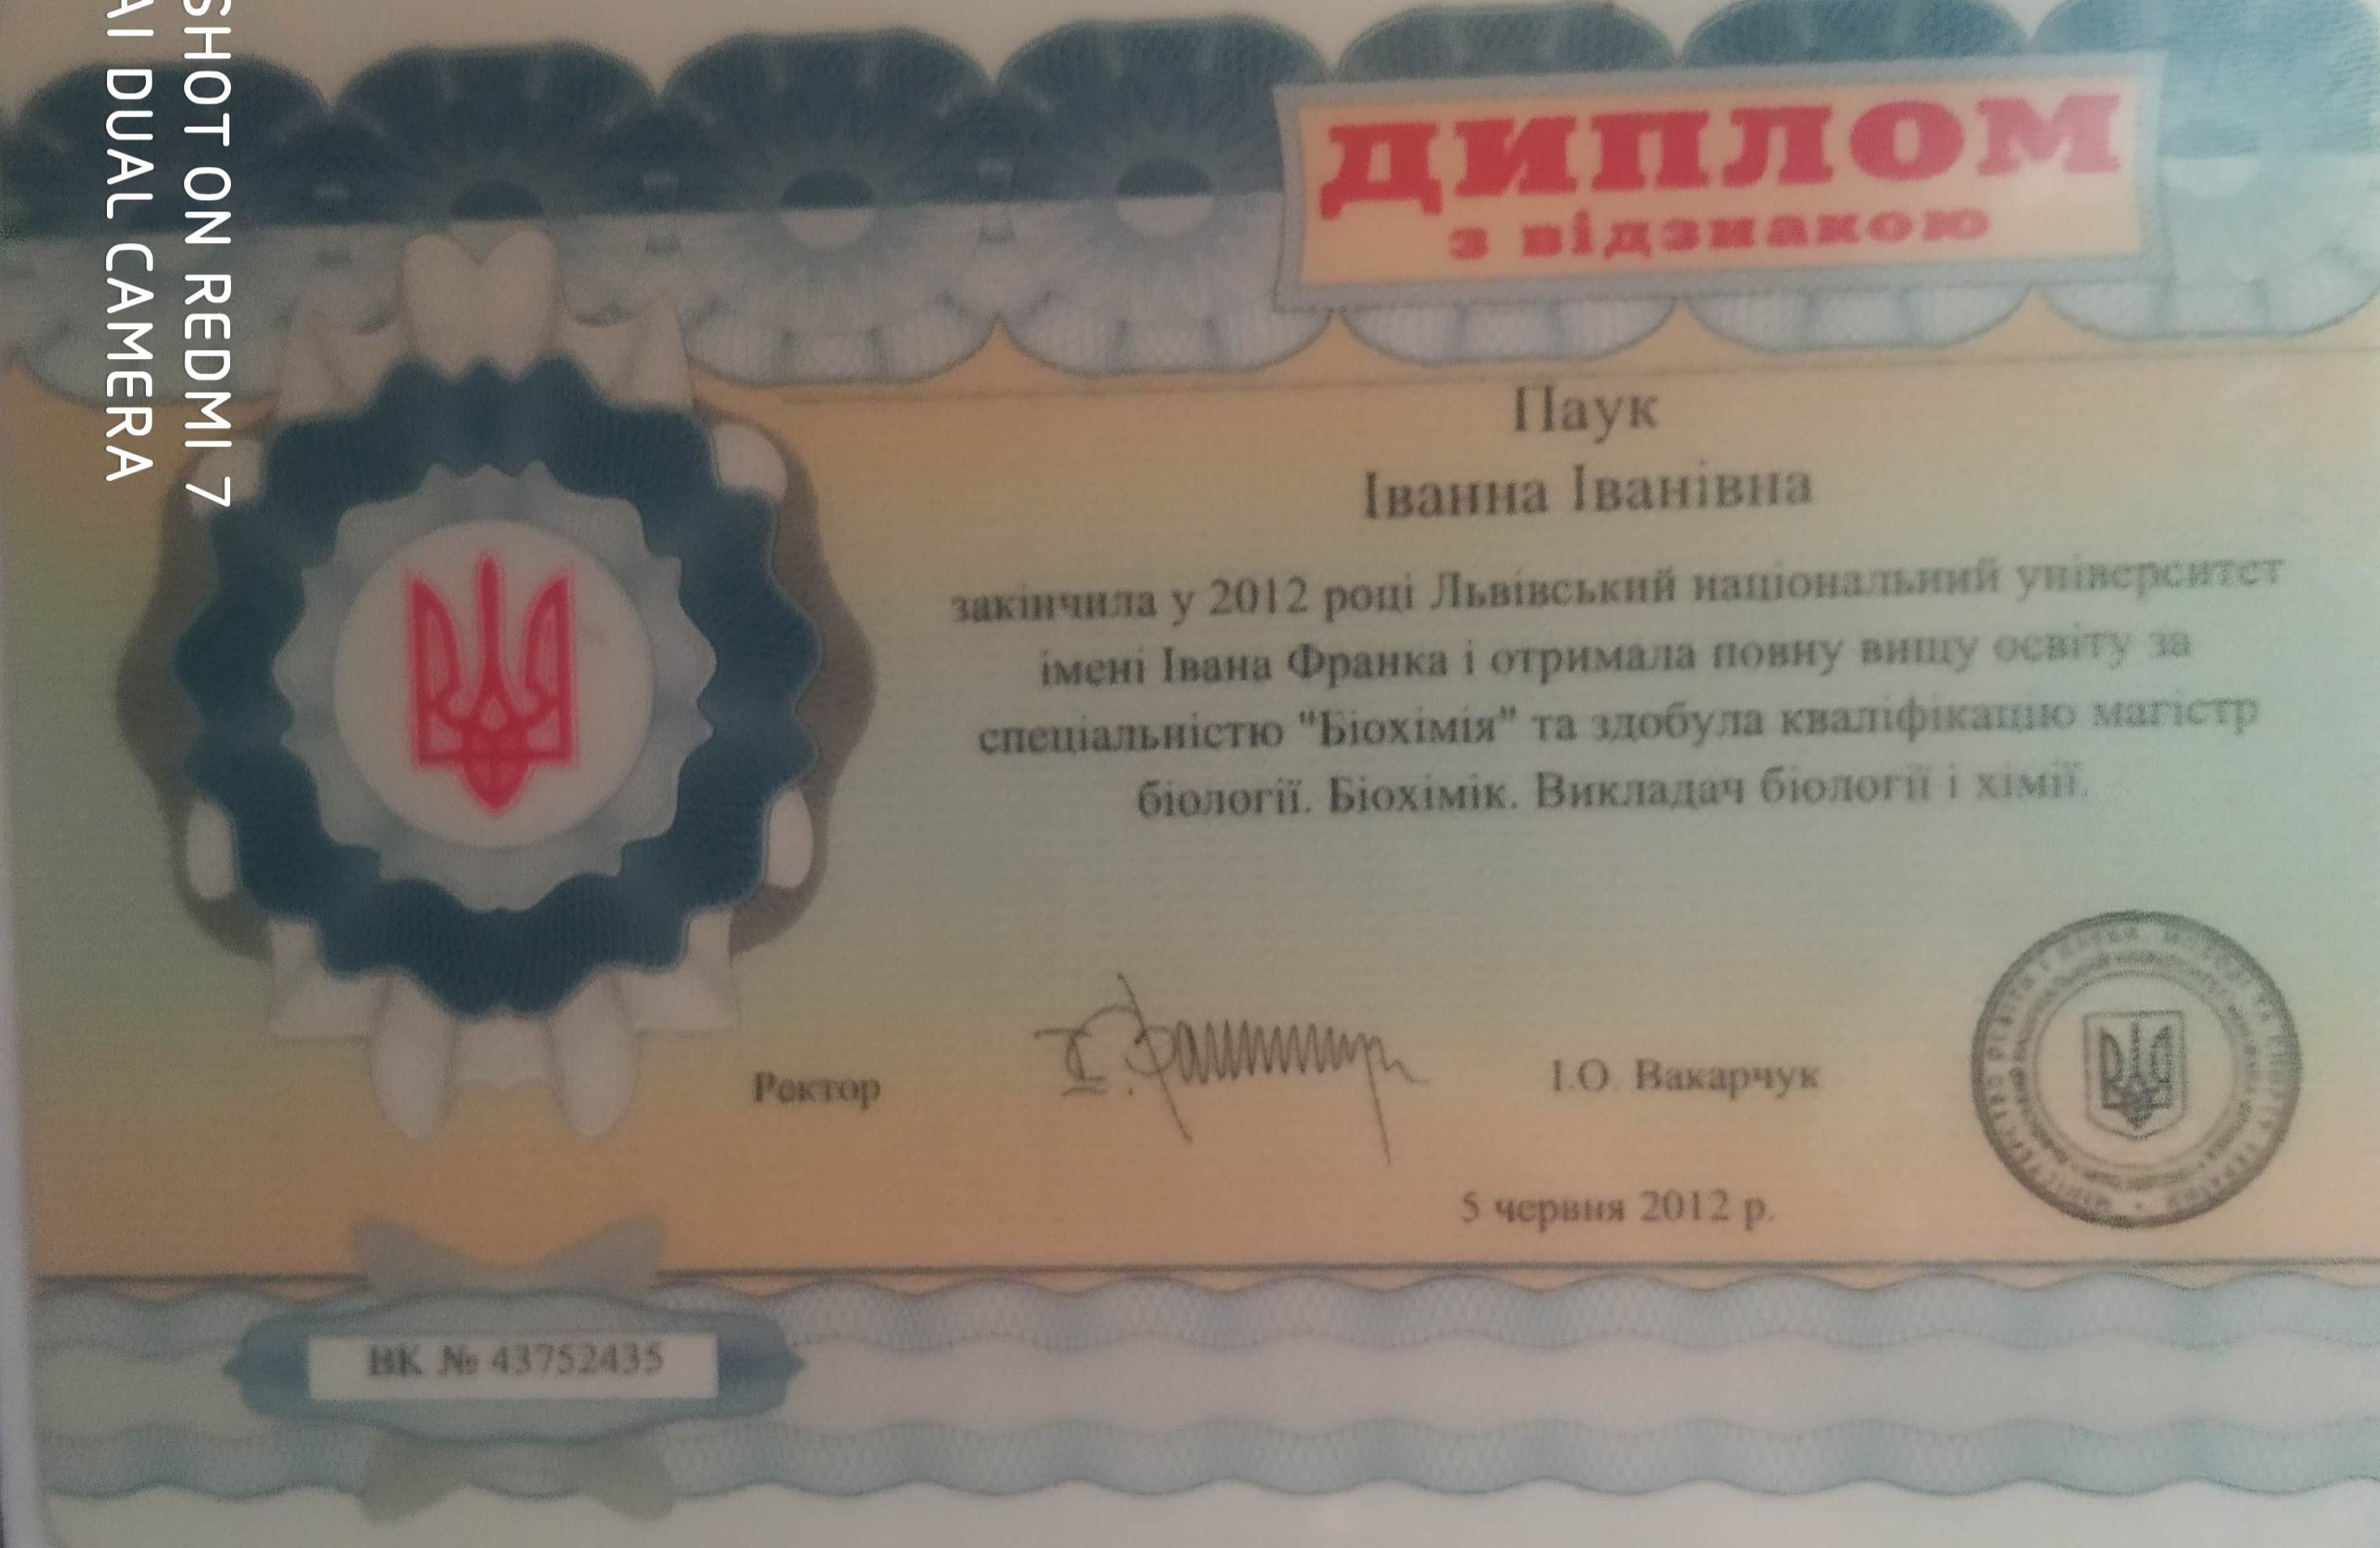 SHOT ON REDMI 7
AI DUAL CAMERA
ДИПЛОМ
з відзнакою
Паук
Іванна Іванівна
закінчила у 2012 році Львівський національний університет
імені Івана Франка і отримала повну вищу освіту за
спеціальністю "Біохімія" та здобула кваліфікацію магістр
біології. Біохімік. Викладач біології і хімії.
Ректор
І.О. Вакарчук
5 червня 2012 р.
ВК № 43752435